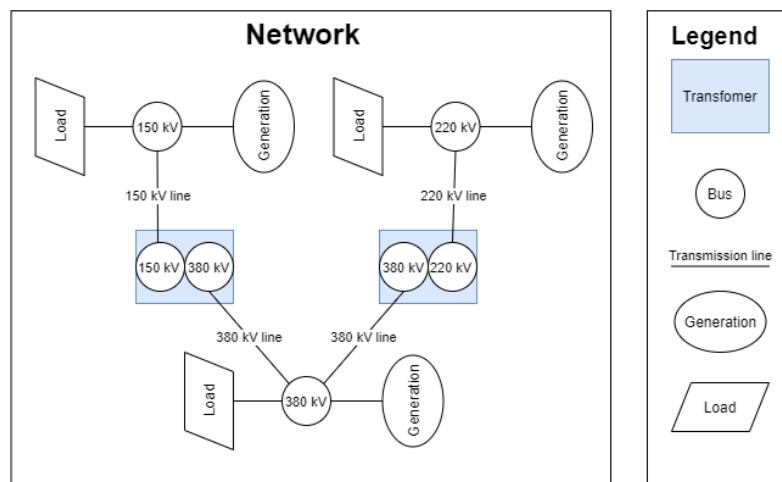 Network
Load
150 kV
Generation
Load
220 kV
Generation
150 kV line
220 kV line
150 kV
380 kV
380 kV
220 kV
380 kV line
380 kV line
Load
380 kV
Generation
Legend
Transfomer
Bus
Transmission line
Generation
Load